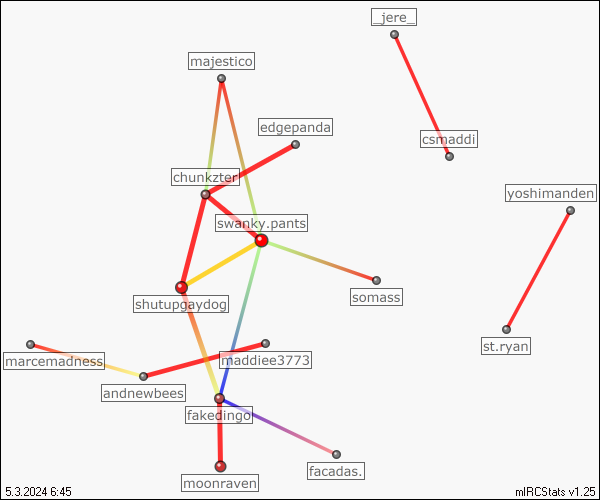 _jere_
majestico
edgepanda
csmaddi
chunkzter
yoshimanden
swanky.pants
somass
shutupgaydog
st.ryan
marcemadness
maddiee3773
andnewbees
fakedingo
facadas.
moonraven
5.3.2024 6:45
mIRCStats v1.25